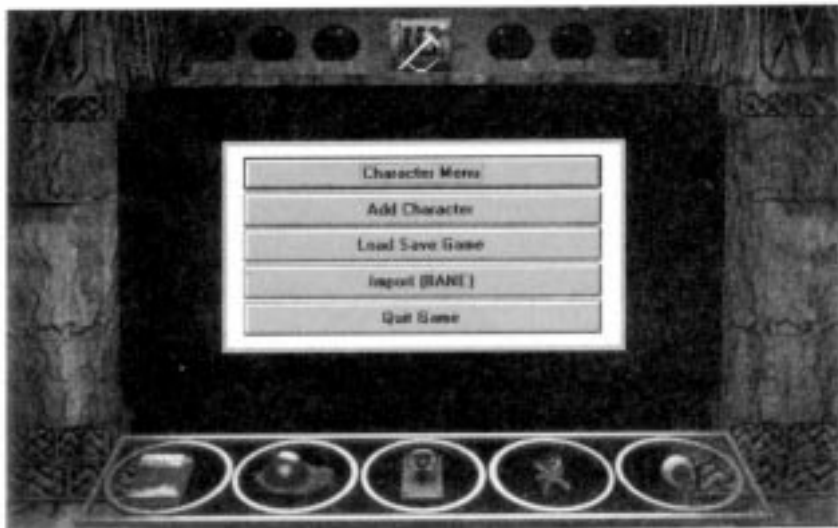 Character Menu
Add Character
Load Save Game
Import (BANE)
Quit Game